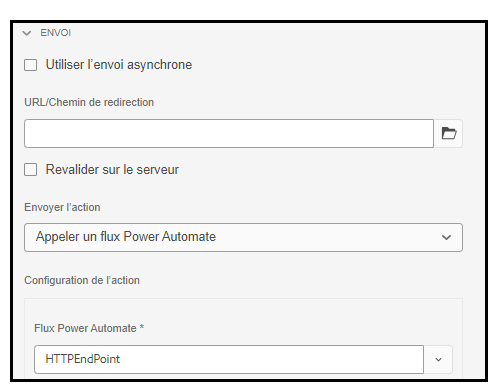 ENVOI
Utiliser l'envoi asynchrone
URL/Chemin de redirection
Revalider sur le serveur
Envoyer l'action
Appeler un flux Power Automate
Configuration de l'action
Flux Power Automate *
HTTPEndPoint